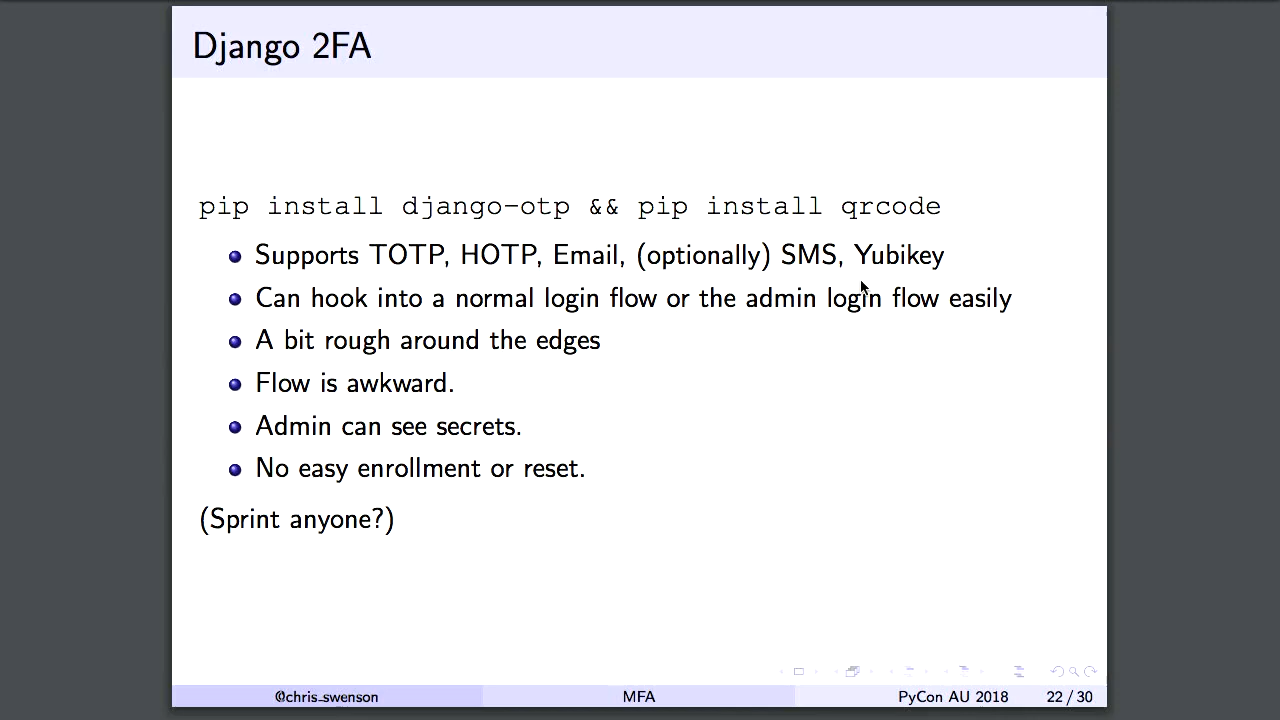 Django 2FA
pip install django-otp && pip install qrcode
Supports TOTP, HOTP, Email, (optionally) SMS, Yubikey
Can hook into a normal login flow or the admin login flow easily
A bit rough around the edges
Flow is awkward.
Admin can see secrets.
No easy enrollment or reset.
(Sprint anyone?)
@chris_swenson MFA PyCon AU 2018 22 / 30